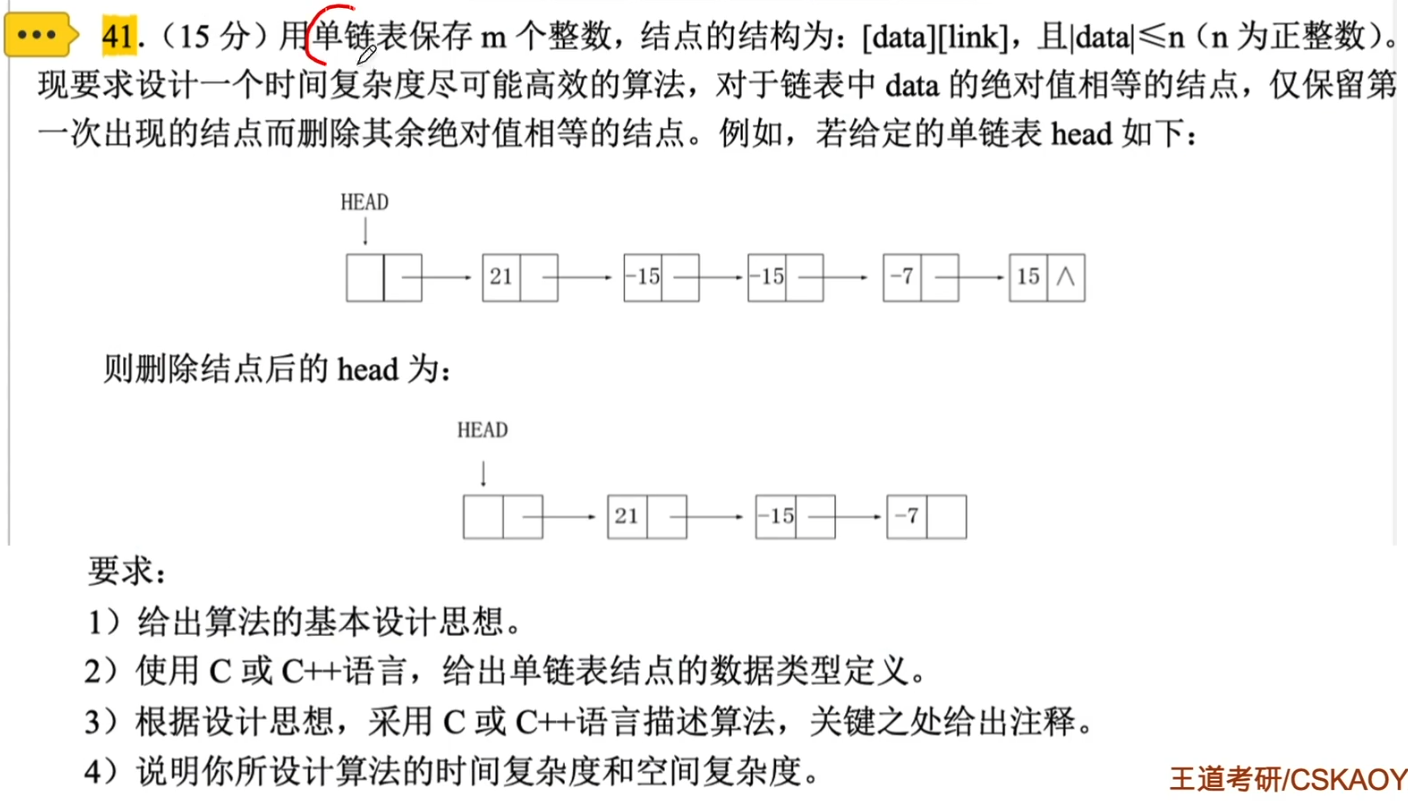 41.（15 分）用单链表保存 m 个整数，结点的结构为：[data][link]，且|data|≤n（n 为正整数）。
现要求设计一个时间复杂度尽可能高效的算法，对于链表中 data 的绝对值相等的结点，仅保留第
一次出现的结点而删除其余绝对值相等的结点。例如，若给定的单链表 head 如下：
HEAD
21 -15 -15 -7 15 ∧
则删除结点后的 head 为：
HEAD
21 -15 -7
要求：
1）给出算法的基本设计思想。
2）使用 C 或 C++语言，给出单链表结点的数据类型定义。
3）根据设计思想，采用 C 或 C++语言描述算法，关键之处给出注释。
4）说明你所设计算法的时间复杂度和空间复杂度。
王道考研/CSKAOY